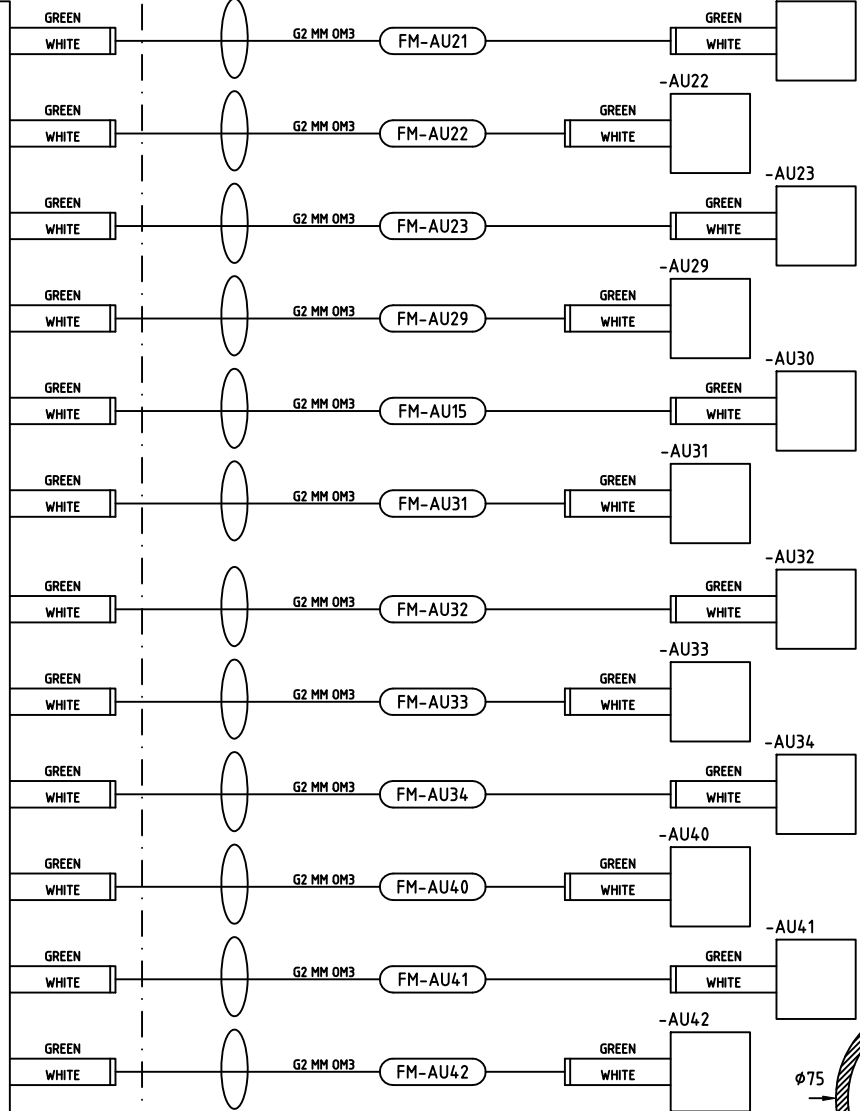 GREEN GREEN
WHITE G2 MM OM3 FM-AU21 WHITE
-AU22
GREEN GREEN
WHITE G2 MM OM3 FM-AU22 WHITE
-AU23
GREEN GREEN
WHITE G2 MM OM3 FM-AU23 WHITE
-AU29
GREEN GREEN
WHITE G2 MM OM3 FM-AU29 WHITE
-AU30
GREEN GREEN
WHITE G2 MM OM3 FM-AU15 WHITE
-AU31
GREEN GREEN
WHITE G2 MM OM3 FM-AU31 WHITE
-AU32
GREEN GREEN
WHITE G2 MM OM3 FM-AU32 WHITE
-AU33
GREEN GREEN
WHITE G2 MM OM3 FM-AU33 WHITE
-AU34
GREEN GREEN
WHITE G2 MM OM3 FM-AU34 WHITE
-AU40
GREEN GREEN
WHITE G2 MM OM3 FM-AU40 WHITE
-AU41
GREEN GREEN
WHITE G2 MM OM3 FM-AU41 WHITE
-AU42
GREEN GREEN
WHITE G2 MM OM3 FM-AU42 WHITE
ϕ75